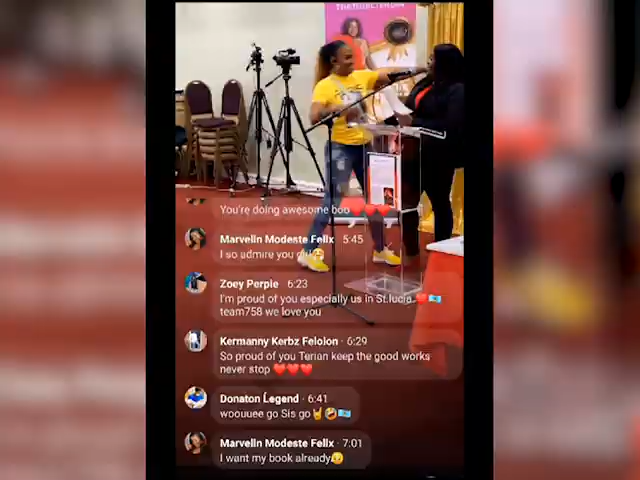 You're doing awesome boo ❤️❤️❤️
Marvelin Modeste Felix 5:45
I so admire you
Zoey Perpie 6:23
I'm proud of you especially us in St.lucia ❤️🇱🇨
team758 we love you
Kermanny Kerbz Feloion · 6:29
So proud of you Terian keep the good works
never stop ❤️❤️❤️
Donaton Legend · 6:41
woouuee go Sis go🤘🤣🇱🇨
Marvelin Modeste Felix · 7:01
I want my book already🥺